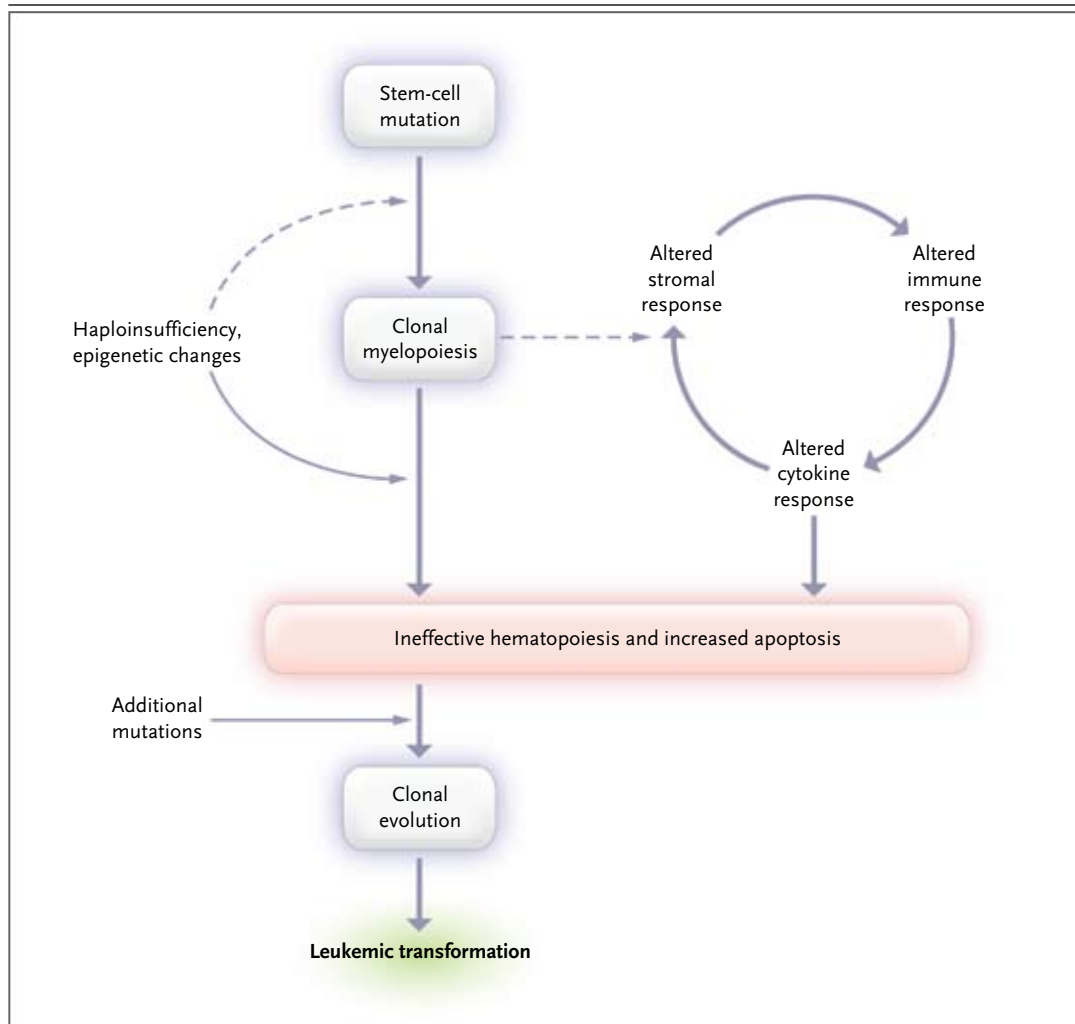 Stem-cell
mutation
Haploinsufficiency,
epigenetic changes
Clonal
myelopoiesis
Altered
stromal
response
Altered
immune
response
Altered
cytokine
response
Ineffective hematopoiesis and increased apoptosis
Additional
mutations
Clonal
evolution
Leukemic transformation